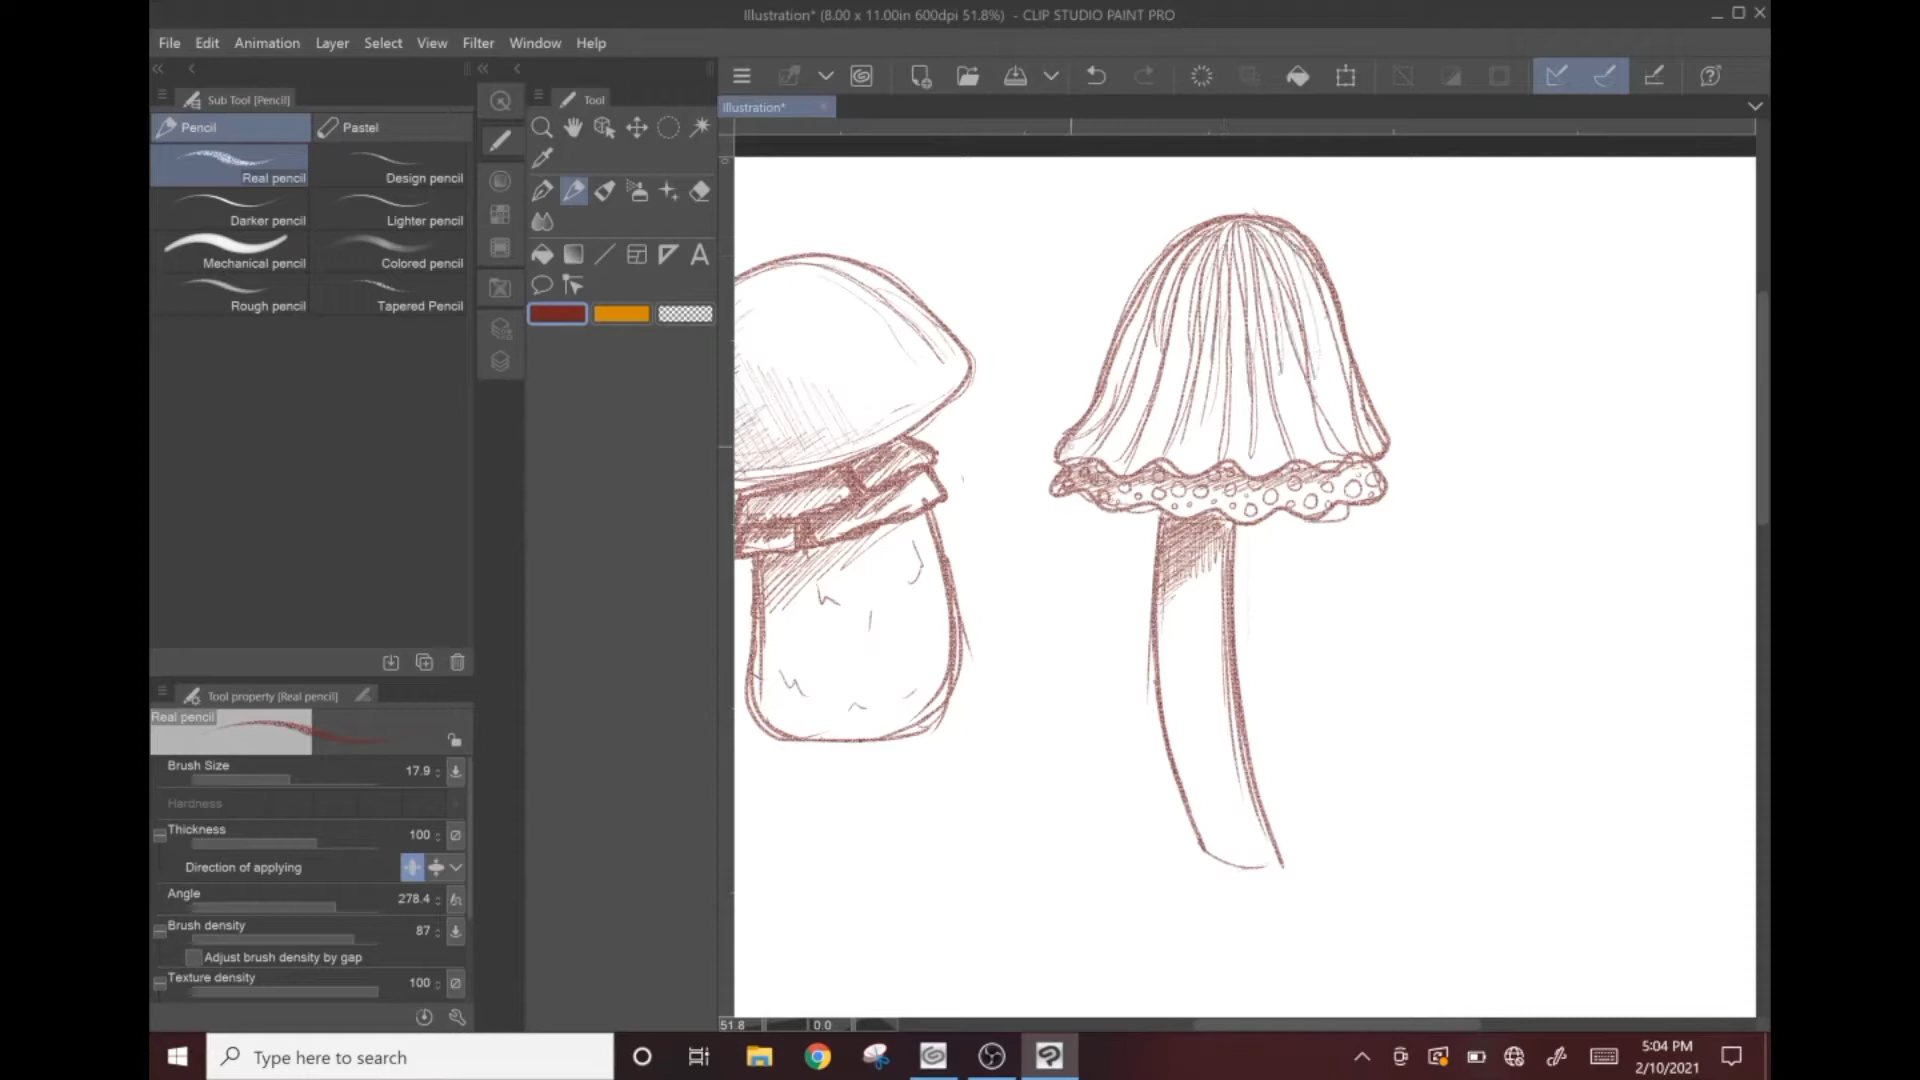 Illustration* (8.00 x 11.00in 600dpi 51.8%) - CLIP STUDIO PAINT PRO
File Edit Animation Layer Select View Filter Window Help
Sub Tool [Pencil]
Tool
Illustration*
Pencil Pastel
Real pencil Design pencil
Darker pencil Lighter pencil
Mechanical pencil Colored pencil
Rough pencil Tapered Pencil
Tool property [Real pencil]
Real pencil
Brush Size 17.9
Hardness
Thickness 100
Direction of applying
Angle 278.4
Brush density 87
Adjust brush density by gap
Texture density 100
51.8 0.0
Type here to search
5:04 PM
2/10/2021